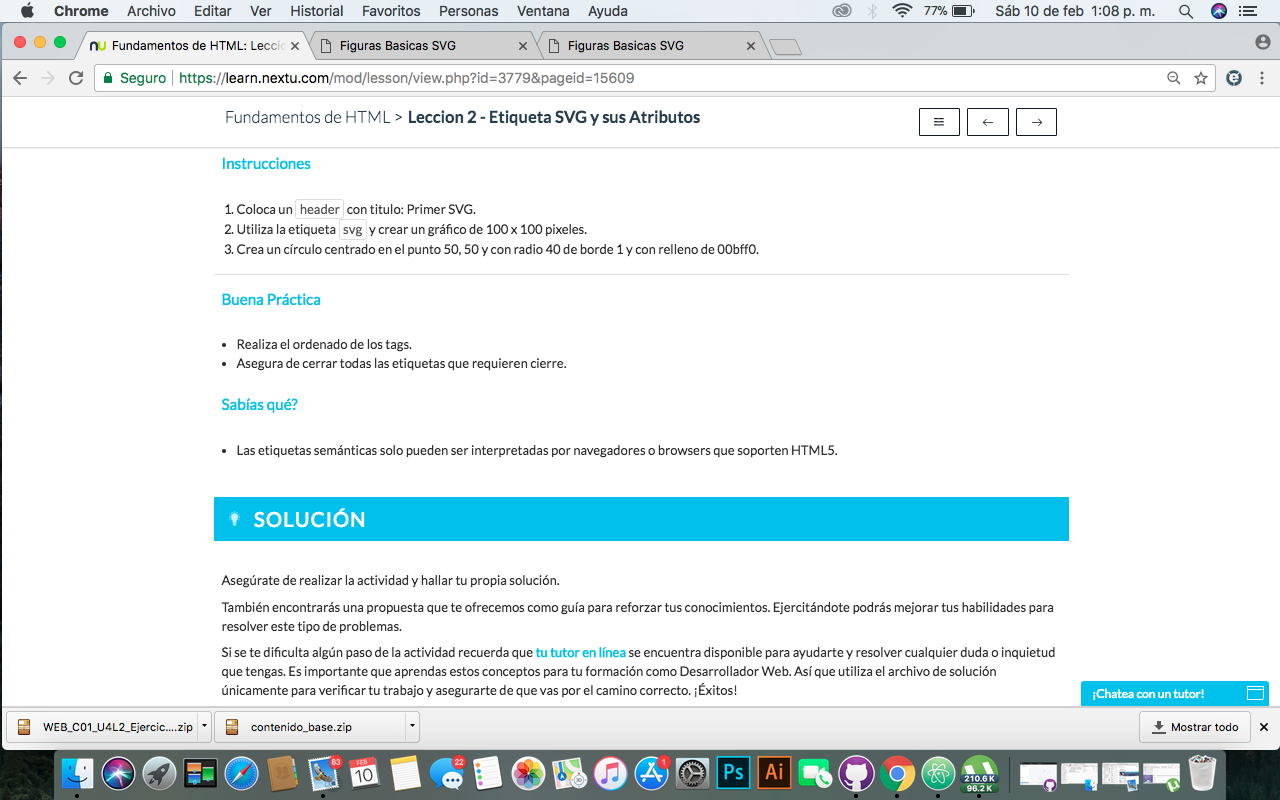 Chrome Archivo Editar Ver Historial Favoritos Personas Ventana Ayuda 77% Sáb 10 de feb 1:08 p. m.
nu Fundamentos de HTML: Lecci Figuras Basicas SVG Figuras Basicas SVG
Seguro https://learn.nextu.com/mod/lesson/view.php?id=3779&pageid=15609
Fundamentos de HTML > Leccion 2 - Etiqueta SVG y sus Atributos
Instrucciones
1. Coloca un header con titulo: Primer SVG.
2. Utiliza la etiqueta svg y crear un gráfico de 100 x 100 pixeles.
3. Crea un círculo centrado en el punto 50, 50 y con radio 40 de borde 1 y con relleno de 00bff0.
Buena Práctica
• Realiza el ordenado de los tags.
• Asegura de cerrar todas las etiquetas que requieren cierre.
Sabías qué?
• Las etiquetas semánticas solo pueden ser interpretadas por navegadores o browsers que soporten HTML5.
SOLUCIÓN
Asegúrate de realizar la actividad y hallar tu propia solución.
También encontrarás una propuesta que te ofrecemos como guía para reforzar tus conocimientos. Ejercitándote podrás mejorar tus habilidades para
resolver este tipo de problemas.
Si se te dificulta algún paso de la actividad recuerda que tu tutor en línea se encuentra disponible para ayudarte y resolver cualquier duda o inquietud
que tengas. Es importante que aprendas estos conceptos para tu formación como Desarrollador Web. Así que utiliza el archivo de solución
únicamente para verificar tu trabajo y asegurarte de que vas por el camino correcto. ¡Éxitos!
¡Chatea con un tutor!
WEB_C01_U4L2_Ejercic....zip contenido_base.zip Mostrar todo
83 FEB 10 22 1 Ps Ai 210.6 K
96.2 K